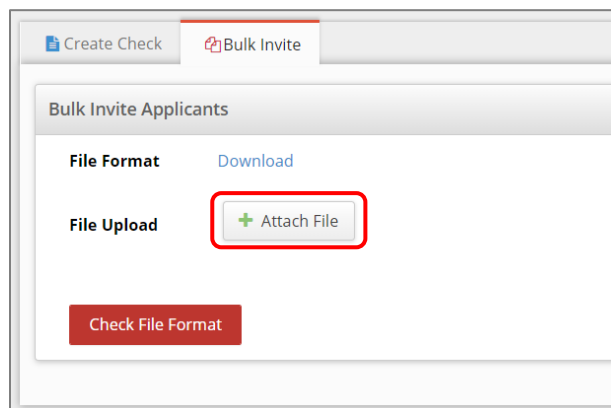 Create Check
Bulk Invite
Bulk Invite Applicants
File Format Download
File Upload Attach File
Check File Format